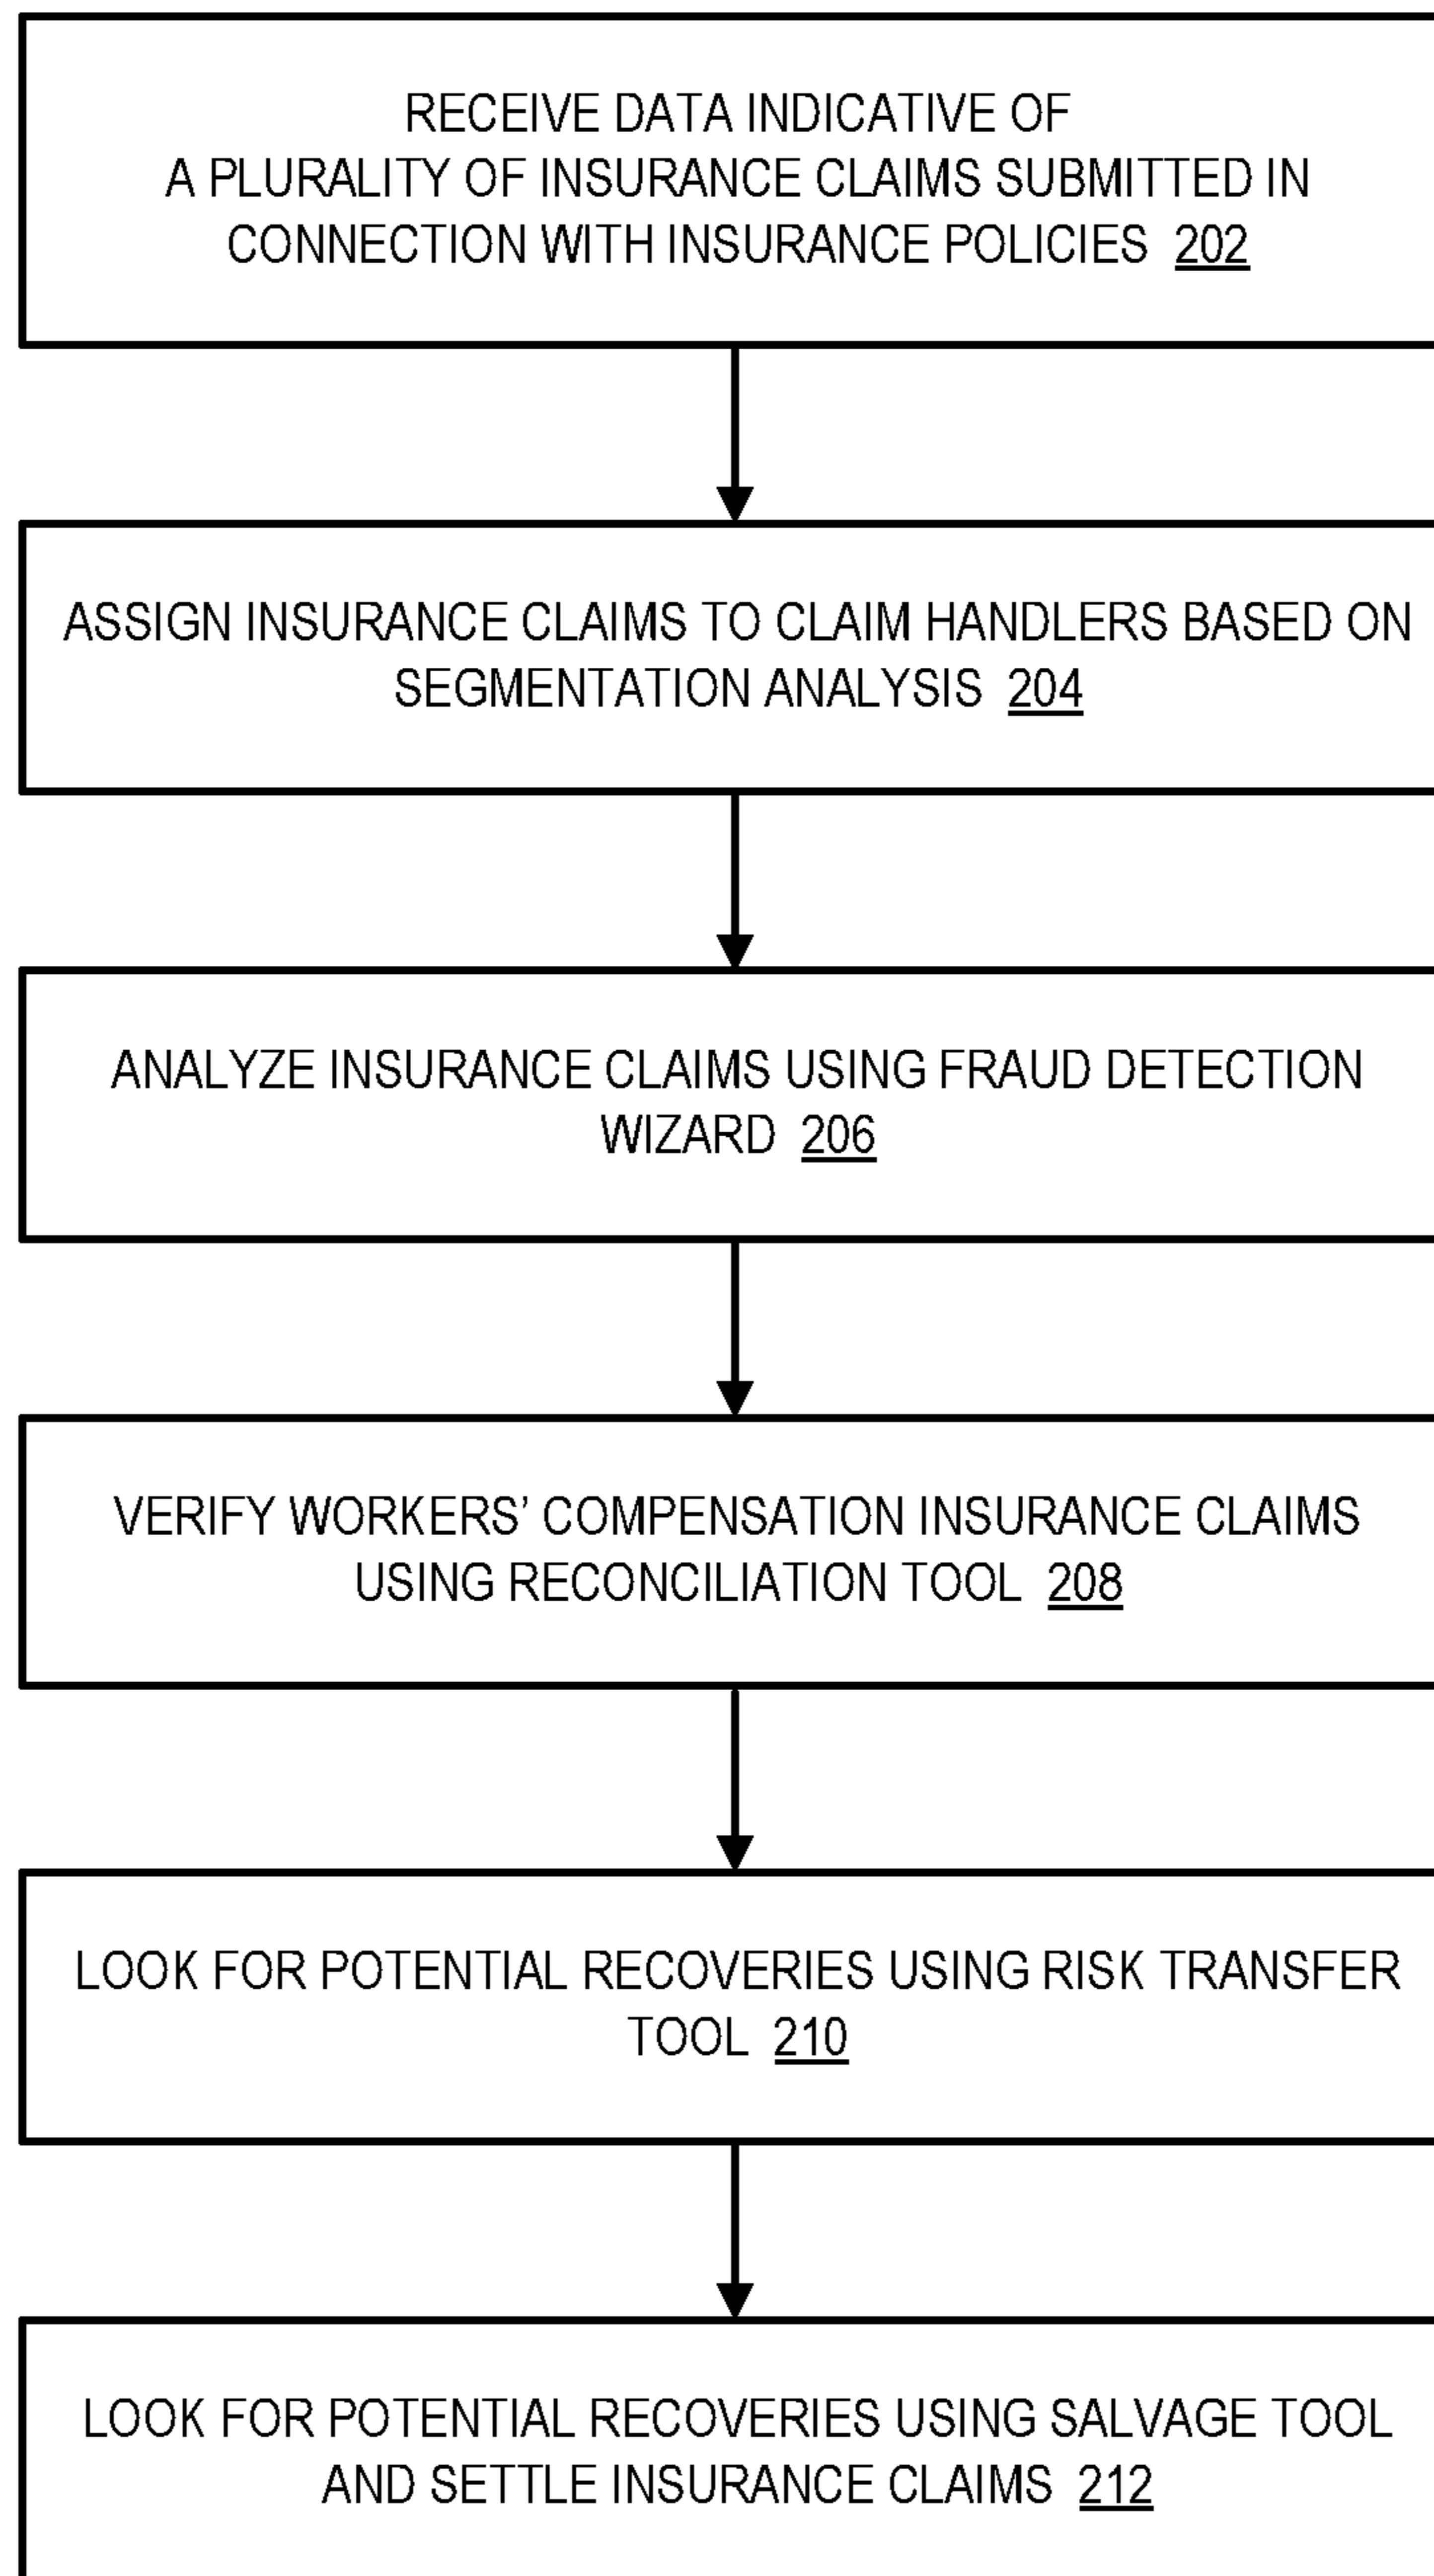 RECEIVE DATA INDICATIVE OF
A PLURALITY OF INSURANCE CLAIMS SUBMITTED IN
CONNECTION WITH INSURANCE POLICIES 202
ASSIGN INSURANCE CLAIMS TO CLAIM HANDLERS BASED ON
SEGMENTATION ANALYSIS 204
ANALYZE INSURANCE CLAIMS USING FRAUD DETECTION
WIZARD 206
VERIFY WORKERS’ COMPENSATION INSURANCE CLAIMS
USING RECONCILIATION TOOL 208
LOOK FOR POTENTIAL RECOVERIES USING RISK TRANSFER
TOOL 210
LOOK FOR POTENTIAL RECOVERIES USING SALVAGE TOOL
AND SETTLE INSURANCE CLAIMS 212